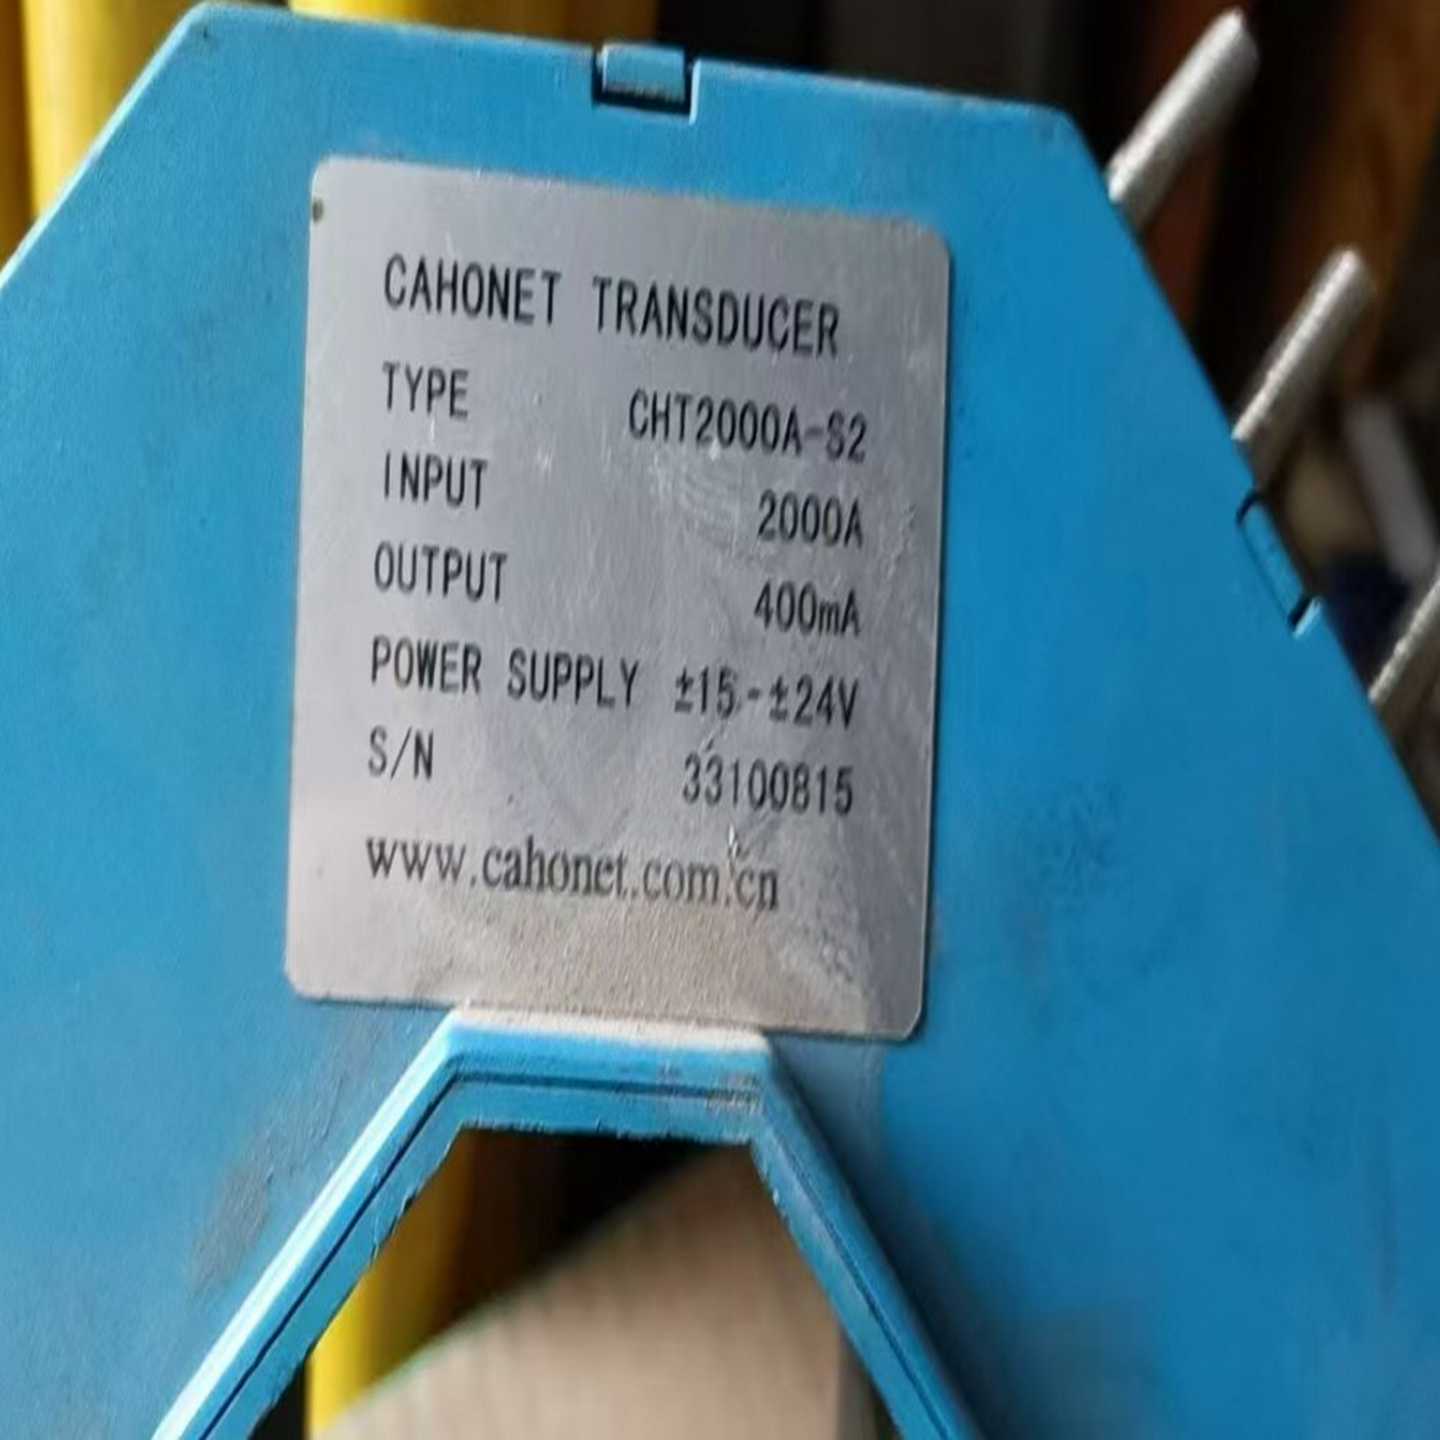 CAHONET TRANSDUCER
TYPE CHT2000A-S2
INPUT 2000A
OUTPUT 400mA
POWER SUPPLY ±15-±24V
S/N 33100815
www.cahonet.com.cn